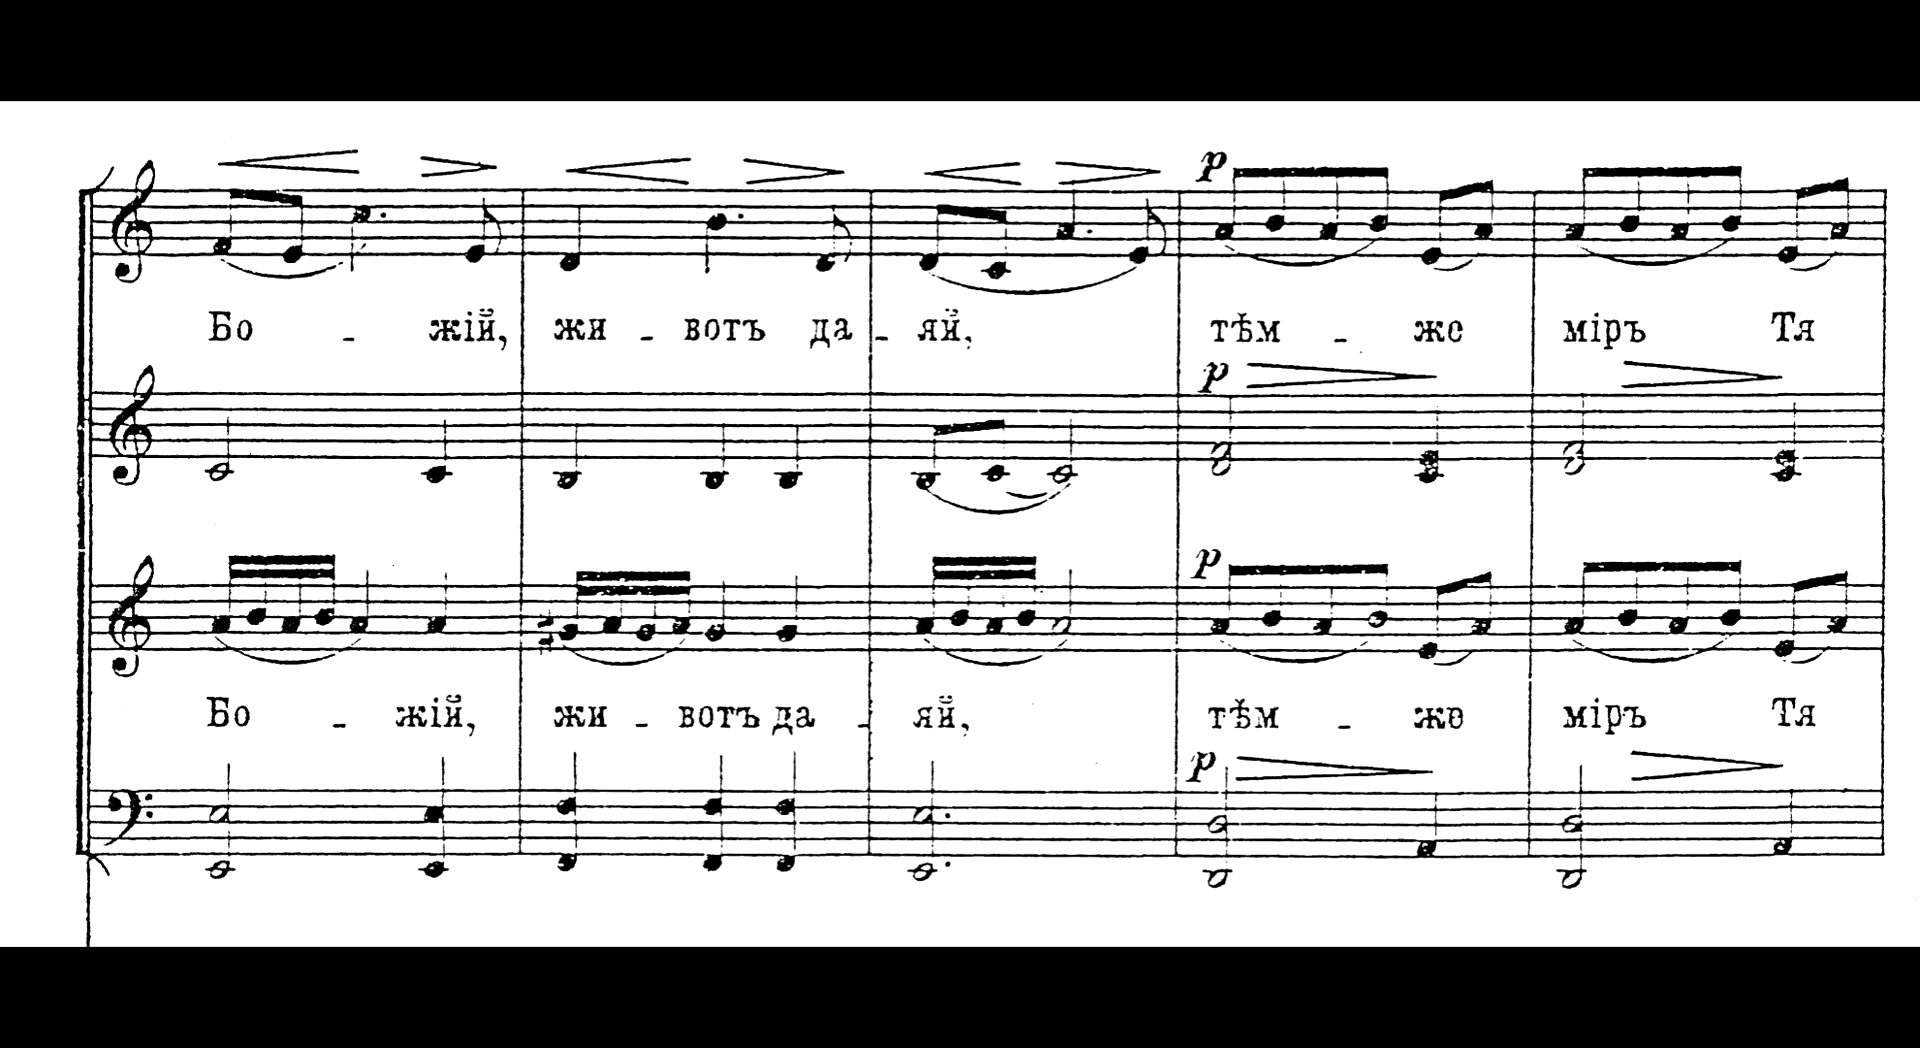 p
Бо - жій, жи - вотъ да - яй, тѣм - же міръ Тя
p
p
Бо - жій, жи - вотъ да - яй, тѣм - же міръ Тя
p